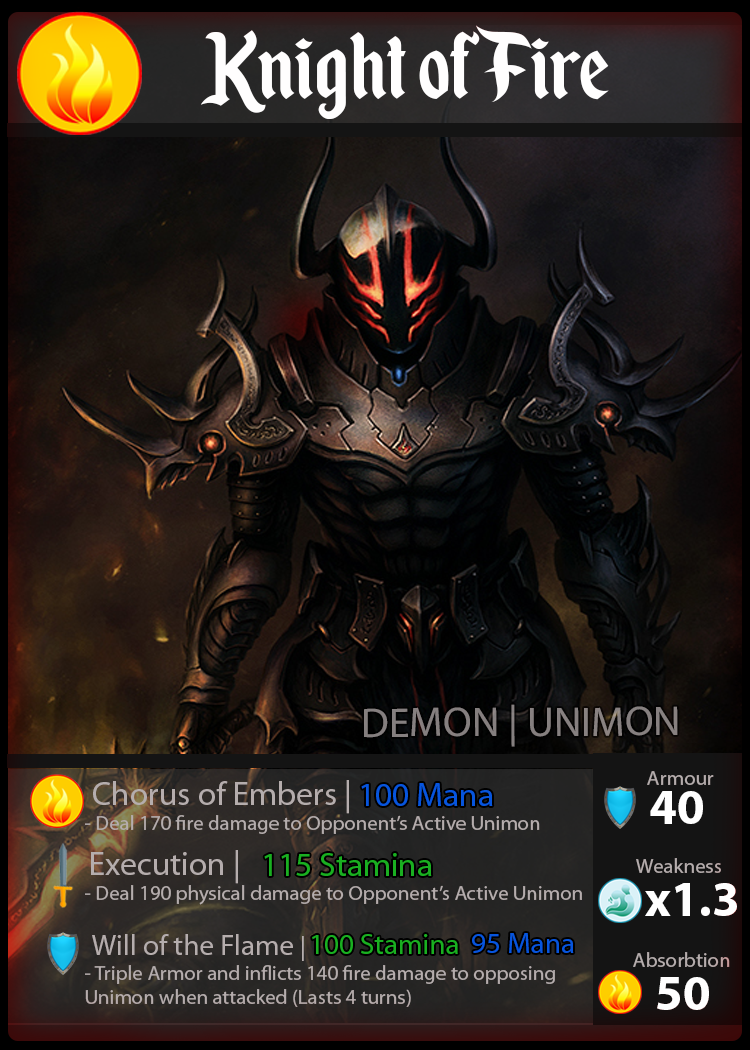 Knight of Fire
DEMON | UNIMON
Chorus of Embers | 100 Mana
- Deal 170 fire damage to Opponent's Active Unimon
Execution | 115 Stamina
- Deal 190 physical damage to Opponent's Active Unimon
Will of the Flame | 100 Stamina 95 Mana
- Triple Armor and inflicts 140 fire damage to opposing
Unimon when attacked (Lasts 4 turns)
Armour
40
Weakness
x1.3
Absorbtion
50